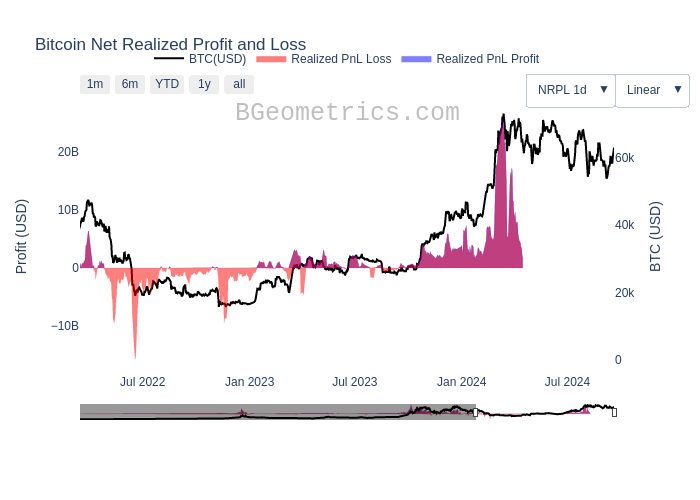 Bitcoin Net Realized Profit and Loss
BTC(USD) Realized PnL Loss Realized PnL Profit
1m 6m YTD 1y all
NRPL 1d ▼ Linear ▼
BGeometrics.com
20B
10B
0
−10B
Profit (USD)
60k
40k
20k
0
BTC (USD)
Jul 2022 Jan 2023 Jul 2023 Jan 2024 Jul 2024